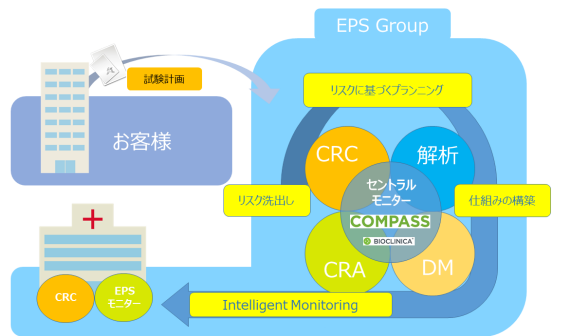 EPS Group
試験計画
リスクに基づくプランニング
お客様
CRC
解析
セントラル
モニター
リスク洗出し
仕組みの構築
COMPASS
BIOCLINICA
CRA
DM
CRC
EPS
モニター
Intelligent Monitoring